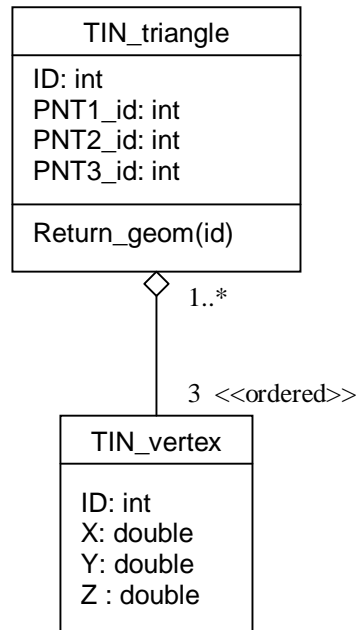 TIN_triangle
ID: int
PNT1_id: int
PNT2_id: int
PNT3_id: int
Return_geom(id)
1..*
3 <<ordered>>
TIN_vertex
ID: int
X: double
Y: double
Z : double